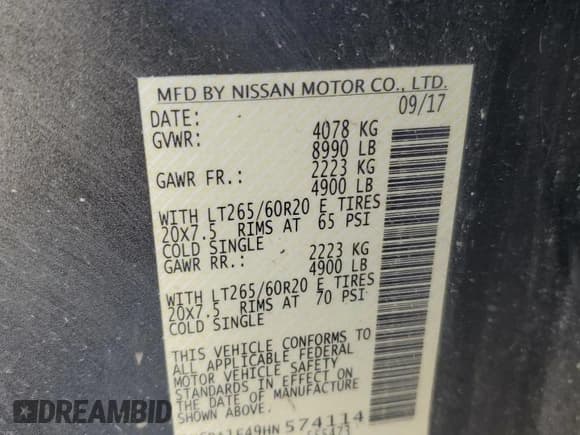 MFD BY NISSAN MOTOR CO., LTD.
DATE: 09/17
GVWR: 4078 KG
8990 LB
GAWR FR.: 2223 KG
4900 LB
WITH LT265/60R20 E TIRES
20X7.5 RIMS AT 65 PSI
COLD SINGLE
GAWR RR.: 2223 KG
4900 LB
WITH LT265/60R20 E TIRES
20X7.5 RIMS AT 70 PSI
COLD SINGLE
THIS VEHICLE CONFORMS TO
ALL APPLICABLE FEDERAL
MOTOR VEHICLE SAFETY
STANDARDS IN EFFECT ON
THE DATE OF MANUFACTURE
574114
DREAMBID
DREAMBID